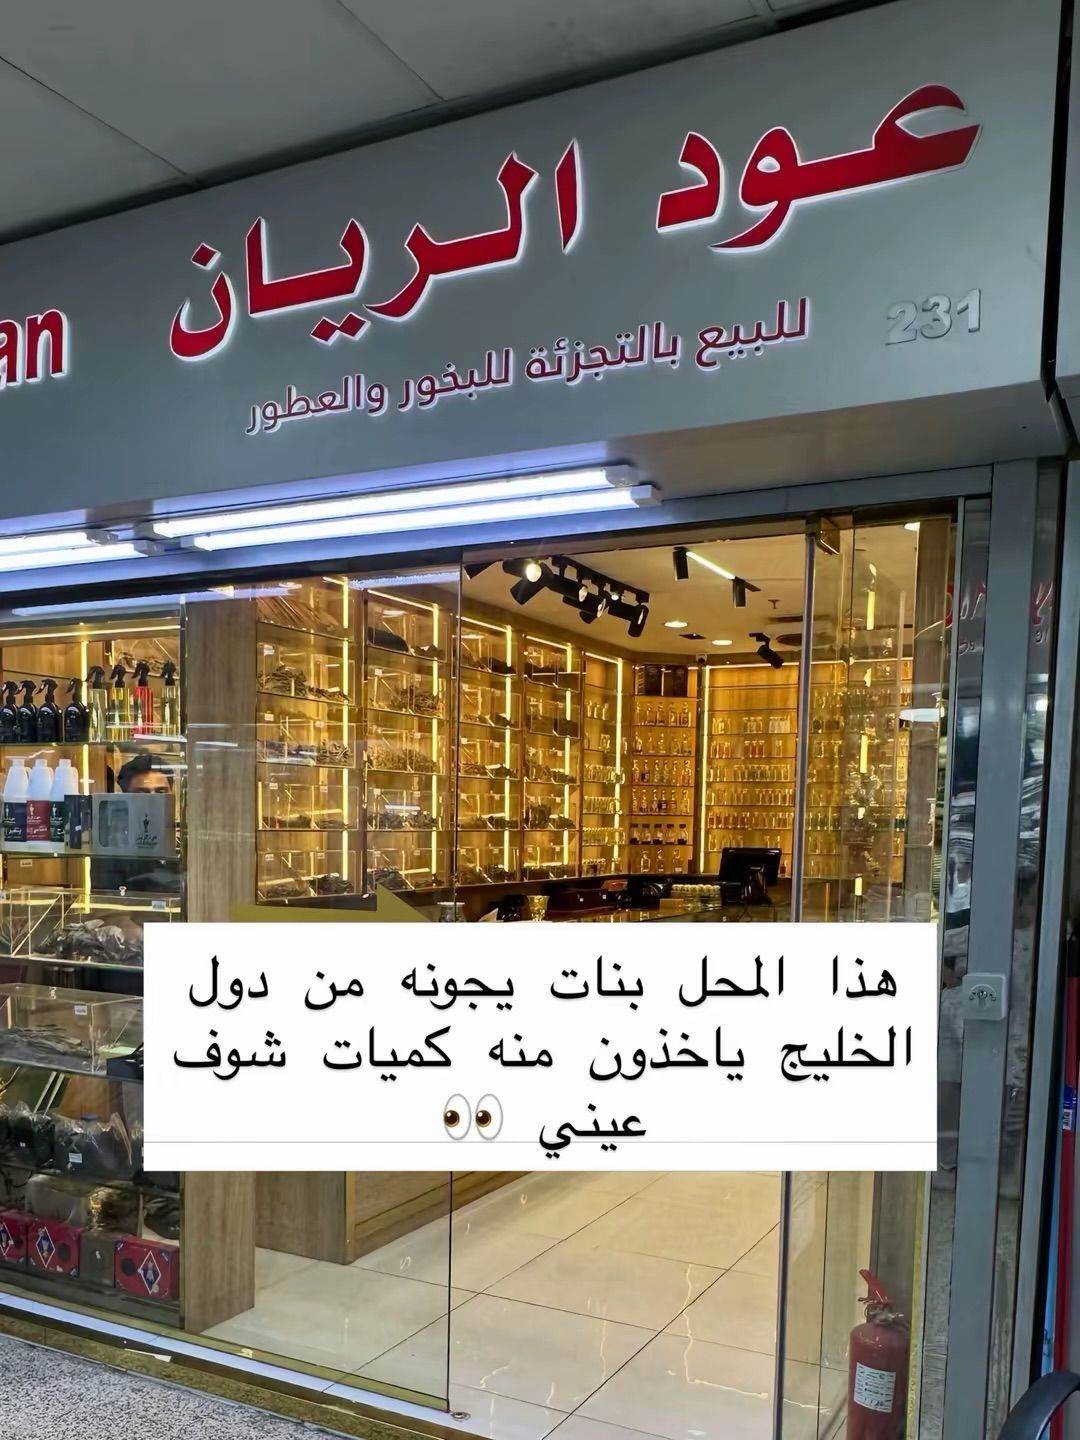 عود الريان
an
للبيع بالتجزئة للبخور والعطور
231
هذا المحل بنات يجونه من دول
الخليج ياخذون منه كميات شوف
عيني 👀